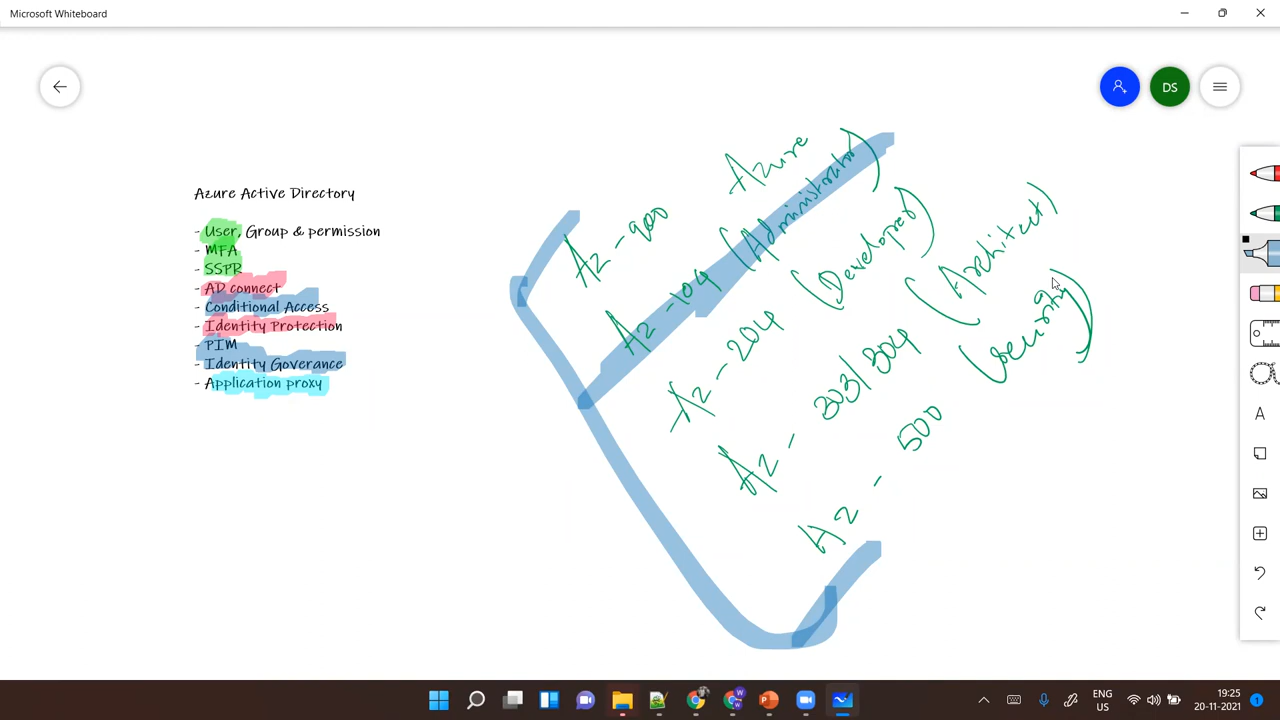 Microsoft Whiteboard
DS
Azure Active Directory
- User, Group & permission
- MFA
- SSPR
- AD connect
- Conditional Access
- Identity Protection
- PIM
- Identity Goverance
- Application proxy
Azure
AZ - 900
AZ - 104 (Administrator)
AZ - 204 (Developer)
AZ - 303/304 (Architect)
AZ - 500 (Security)
A
ENG
US
19:25
20-11-2021
1